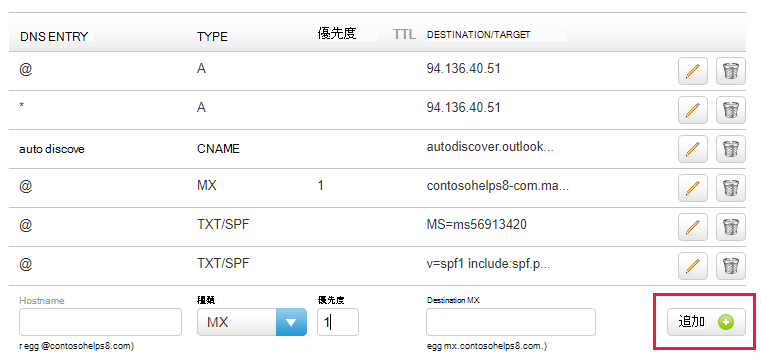 DNS ENTRY TYPE 優先度 TTL DESTINATION/TARGET
@ A 94.136.40.51
* A 94.136.40.51
auto discove CNAME autodiscover.outlook...
@ MX 1 contosohelps8-com.ma...
@ TXT/SPF MS=ms56913420
@ TXT/SPF v=spf1 include:spf.p...
Hostname 種類 優先度 Destination MX
MX 1 追加
r egg @contosohelps8.com) egg mx.contosohelps8.com.)